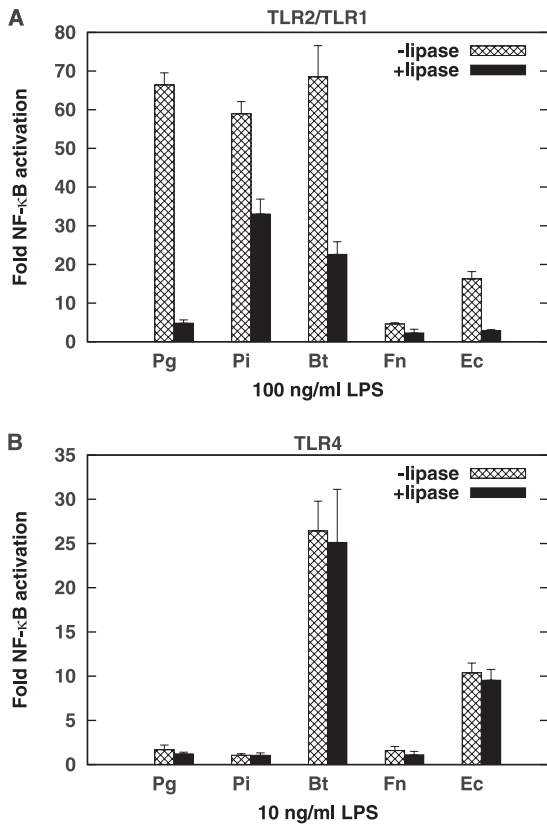 A
TLR2/TLR1
Fold NF-κB activation
80
70
60
50
40
30
20
10
0
-lipase
+lipase
Pg Pi Bt Fn Ec
100 ng/ml LPS
B
TLR4
Fold NF-κB activation
35
30
25
20
15
10
5
0
-lipase
+lipase
Pg Pi Bt Fn Ec
10 ng/ml LPS